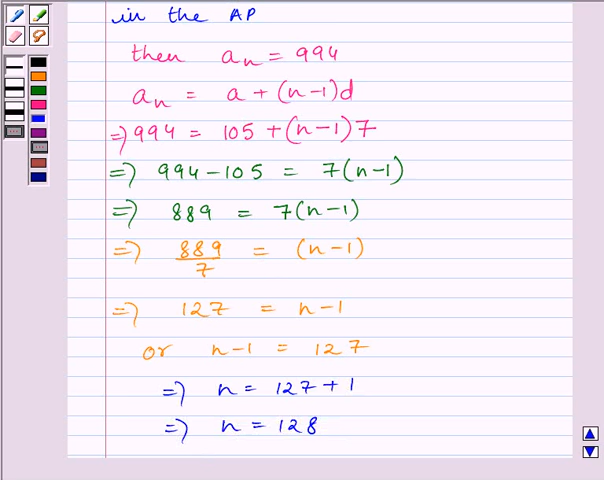 in the AP
then aₙ = 994
aₙ = a + (n-1)d
=> 994 = 105 + (n-1)7
=> 994-105 = 7(n-1)
=> 889 = 7(n-1)
=> 889/7 = (n-1)
=> 127 = n-1
or n-1 = 127
=> n = 127 + 1
=> n = 128